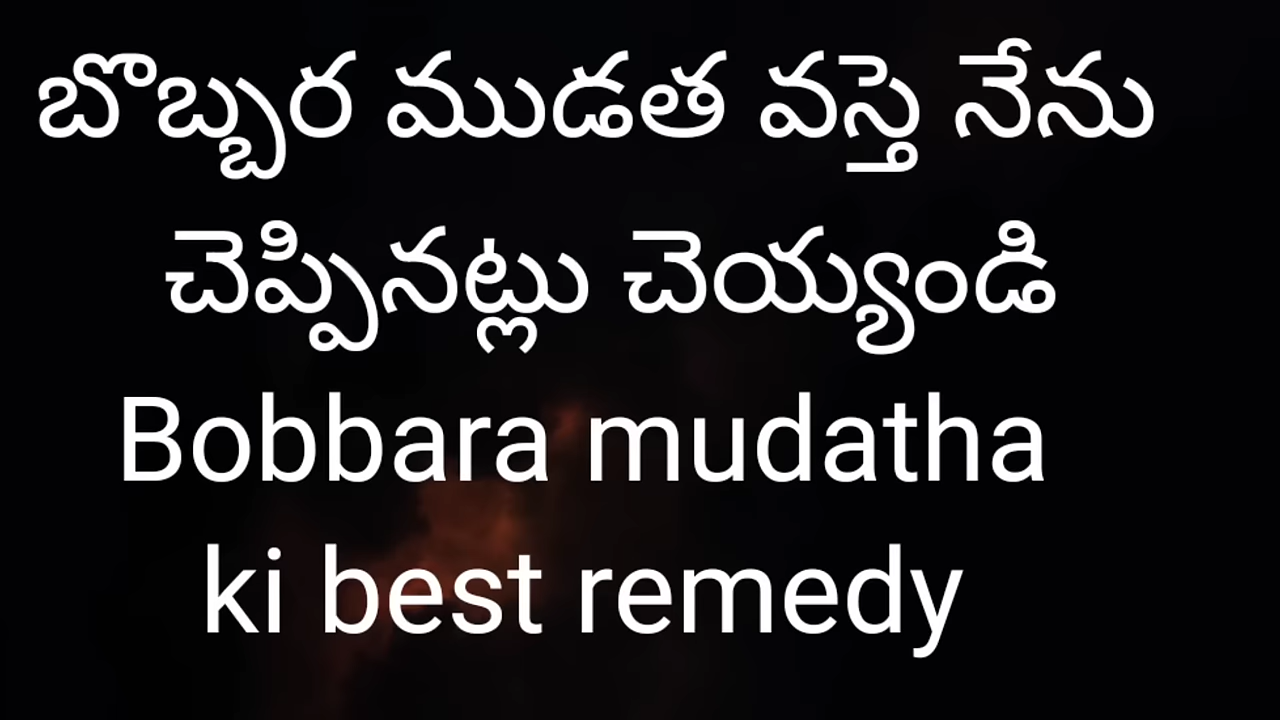 బొబ్బర ముడత వస్తె నేను
చెప్పినట్లు చెయ్యండి
Bobbara mudatha
ki best remedy